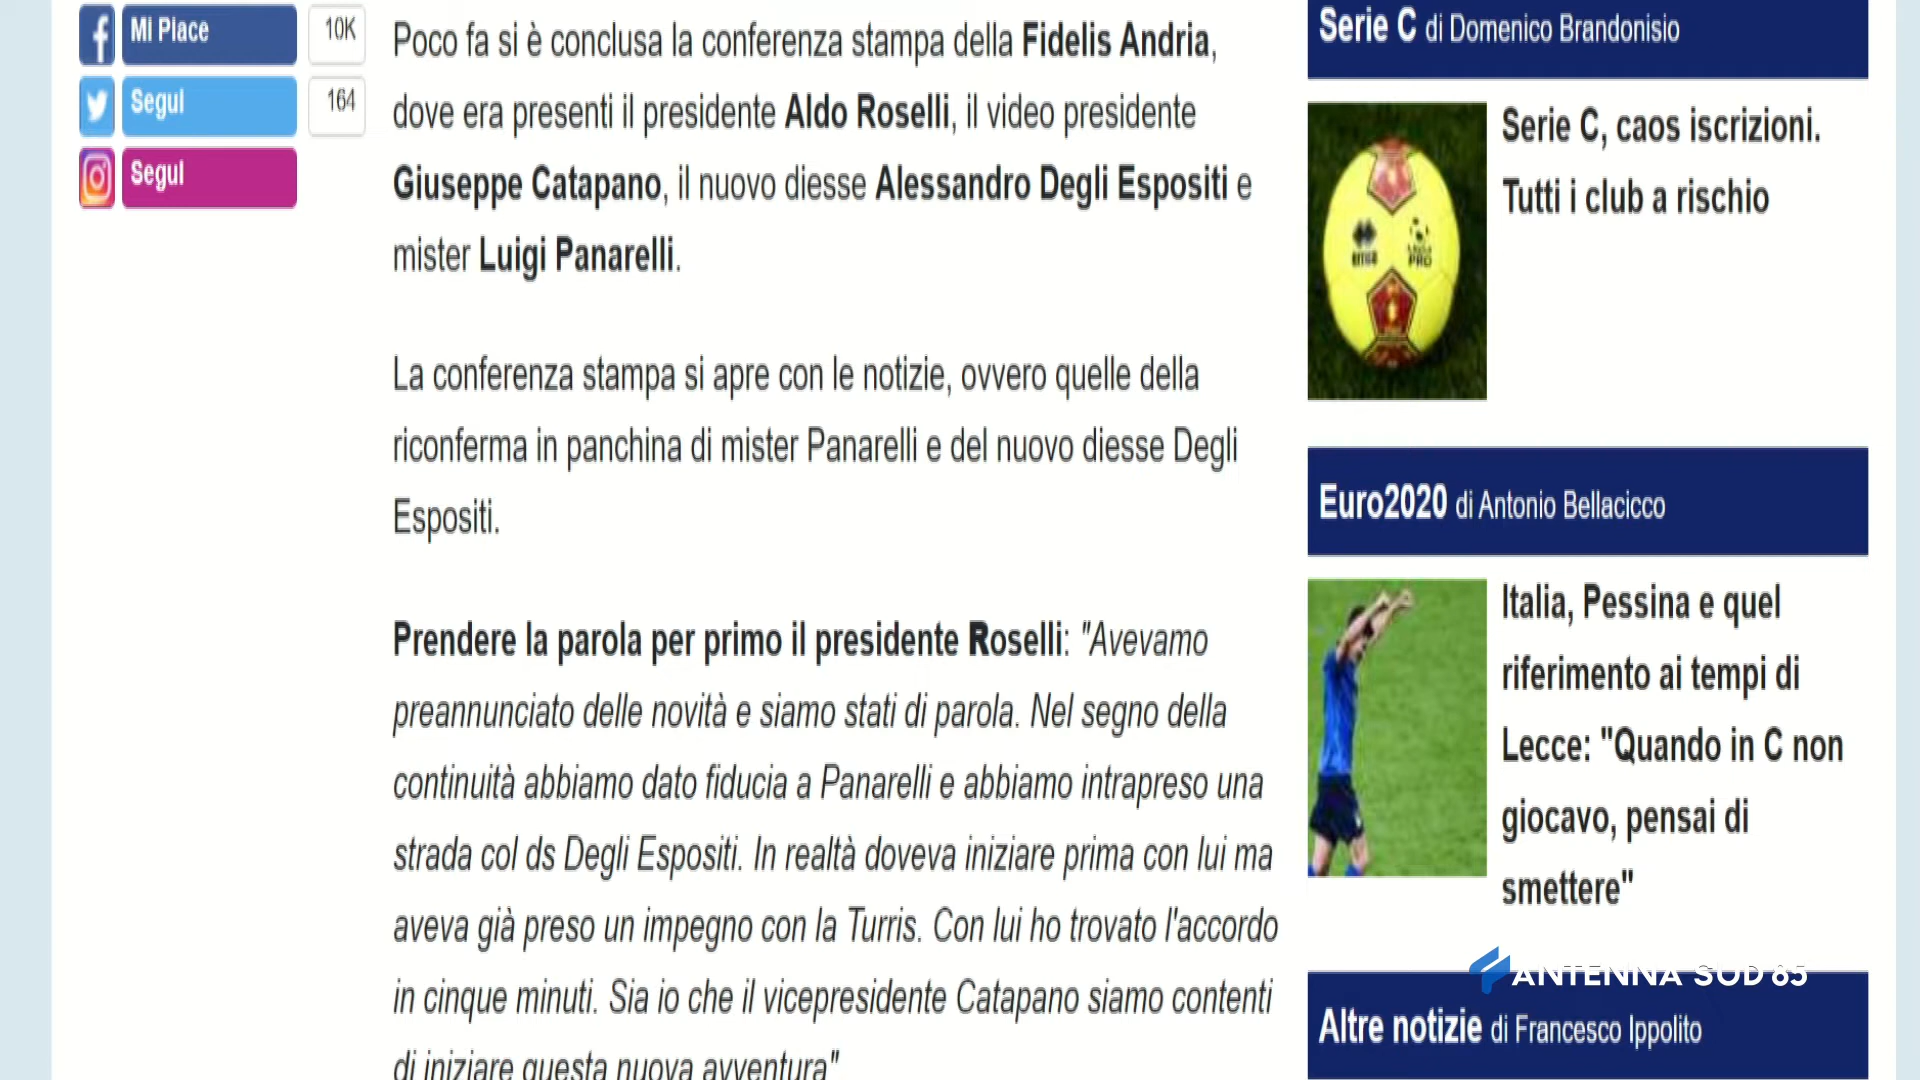 Mi Piace
10K
Segui
164
Segui
Poco fa si è conclusa la conferenza stampa della Fidelis Andria,
dove era presenti il presidente Aldo Roselli, il video presidente
Giuseppe Catapano, il nuovo diesse Alessandro Degli Espositi e
mister Luigi Panarelli.
La conferenza stampa si apre con le notizie, ovvero quelle della
riconferma in panchina di mister Panarelli e del nuovo diesse Degli
Espositi.
Prendere la parola per primo il presidente Roselli: "Avevamo
preannunciato delle novità e siamo stati di parola. Nel segno della
continuità abbiamo dato fiducia a Panarelli e abbiamo intrapreso una
strada col ds Degli Espositi. In realtà doveva iniziare prima con lui ma
aveva già preso un impegno con la Turris. Con lui ho trovato l'accordo
in cinque minuti. Sia io che il vicepresidente Catapano siamo contenti
di iniziare questa nuova avventura"
Serie C di Domenico Brandonisio
Serie C, caos iscrizioni.
Tutti i club a rischio
PRO
Euro2020 di Antonio Bellacicco
Italia, Pessina e quel
riferimento ai tempi di
Lecce: "Quando in C non
giocavo, pensai di
smettere"
ANTENNA SUD 85
Altre notizie di Francesco Ippolito